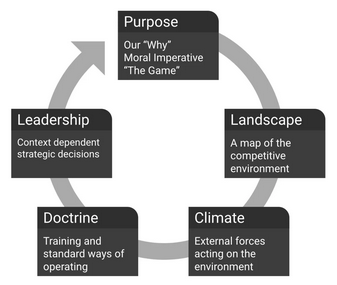 Purpose
Our “Why”
Moral Imperative
“The Game”
Landscape
A map of the
competitive
environment
Climate
External forces
acting on the
environment
Doctrine
Training and
standard ways of
operating
Leadership
Context dependent
strategic decisions